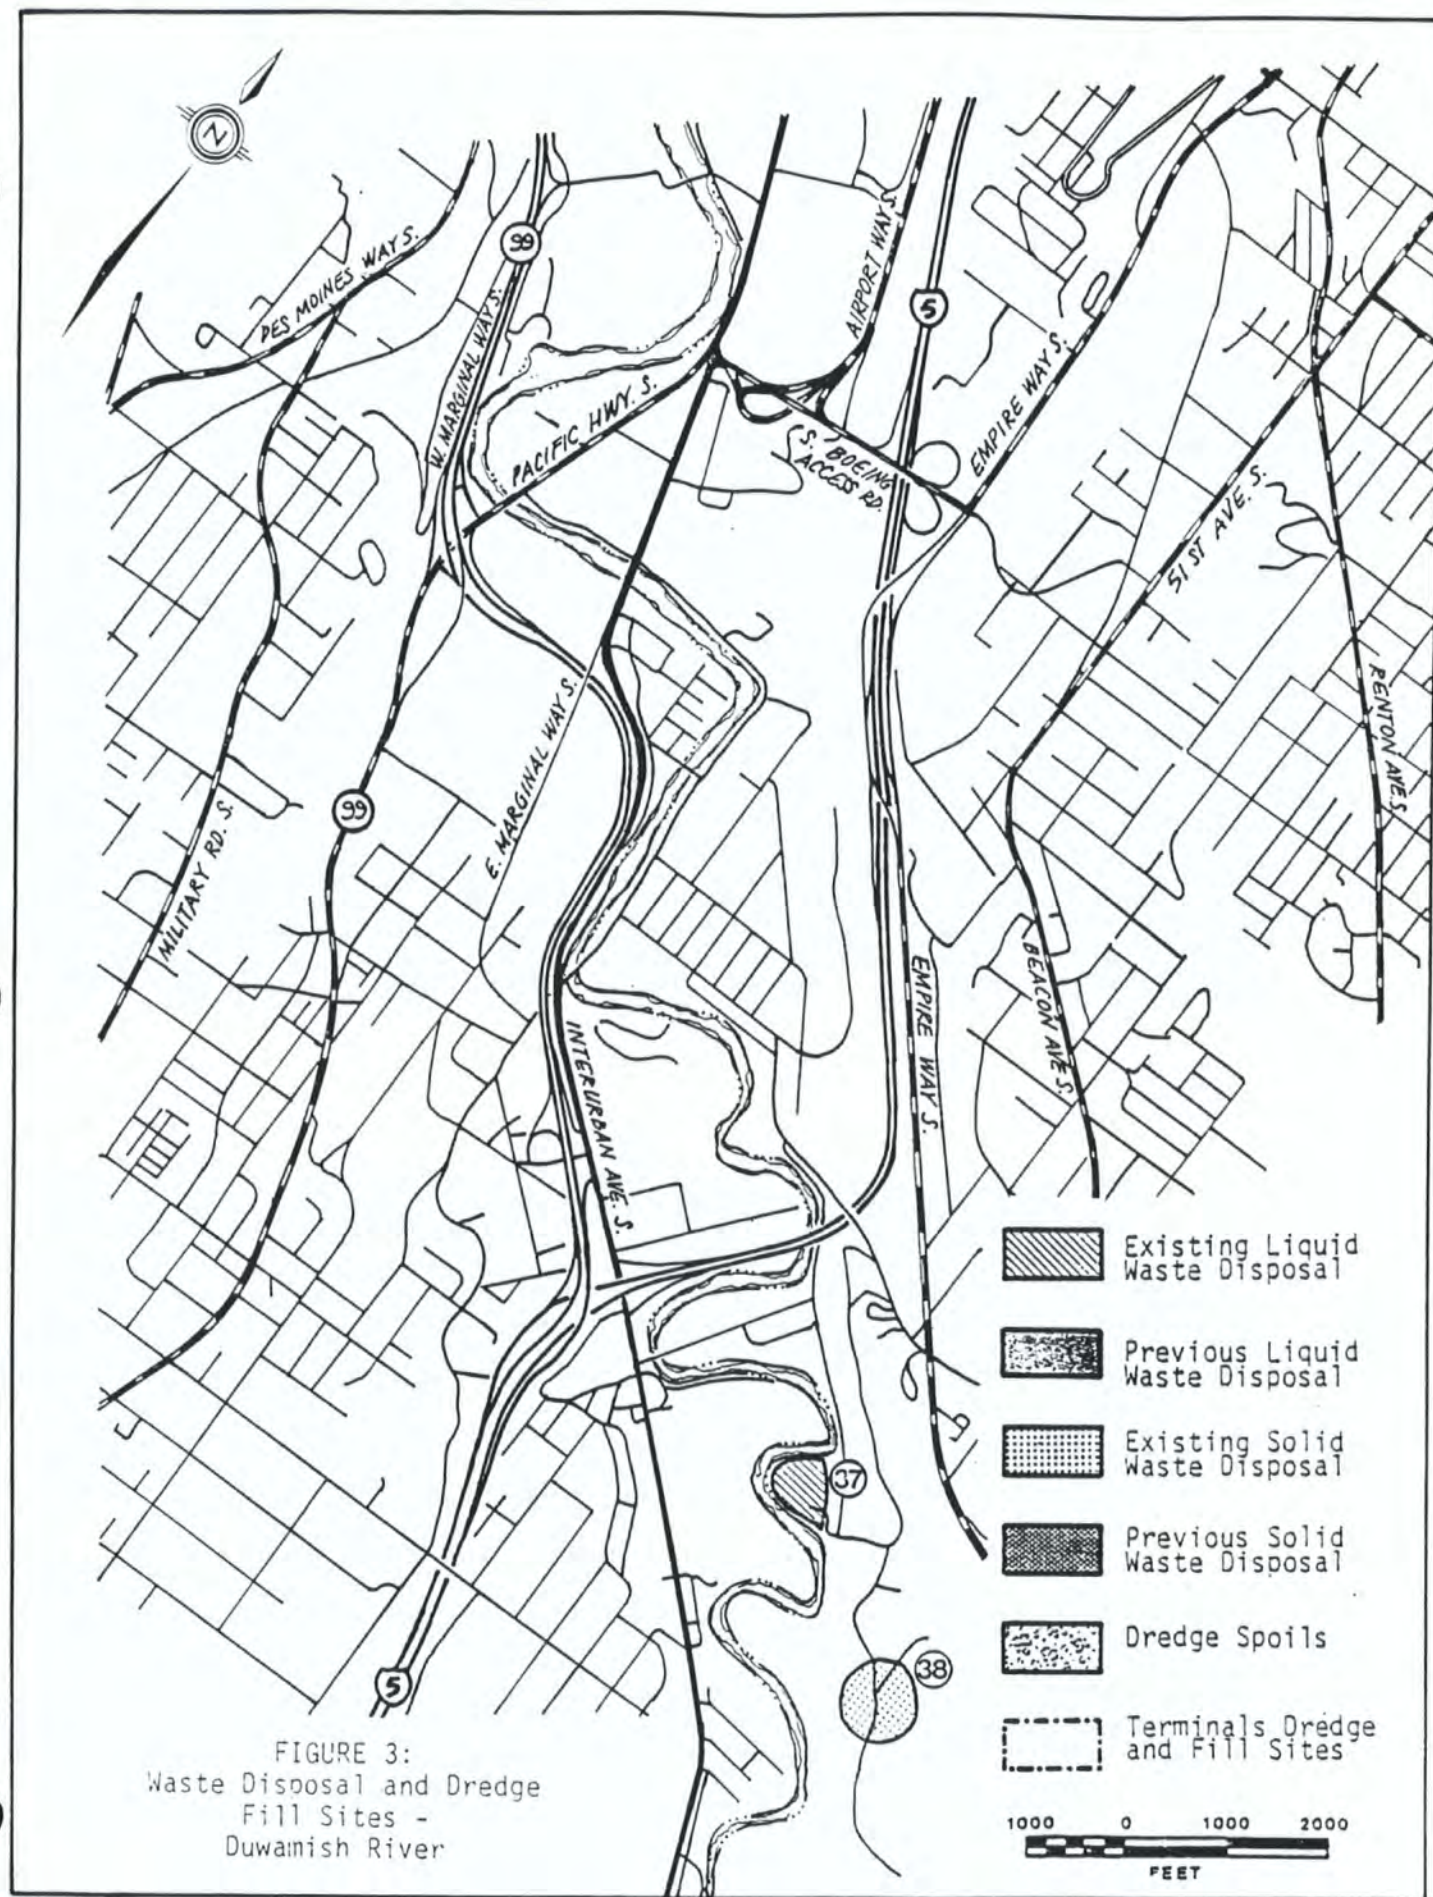 N
99
5
DES MOINES WAY S.
W. MARGINAL WAY S.
AIRPORT WAY S.
PACIFIC HWY. S.
S. BOEING
ACCESS RD.
EMPIRE WAY S.
51 ST AVE. S.
RENTON AVE. S.
E. MARGINAL WAY S.
99
MILITARY RD. S.
INTERURBAN AVE. S.
EMPIRE WAY S.
BEACON AVE. S.
37
38
5
Existing Liquid
Waste Disposal
Previous Liquid
Waste Disposal
Existing Solid
Waste Disposal
Previous Solid
Waste Disposal
Dredge Spoils
Terminals Dredge
and Fill Sites
1000 0 1000 2000
FEET
FIGURE 3:
Waste Disposal and Dredge
Fill Sites -
Duwamish River